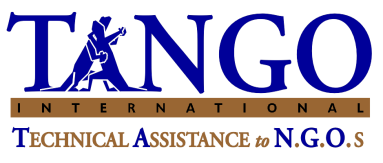 TANGO
INTERNATIONAL
TECHNICAL ASSISTANCE to N.G.O.s